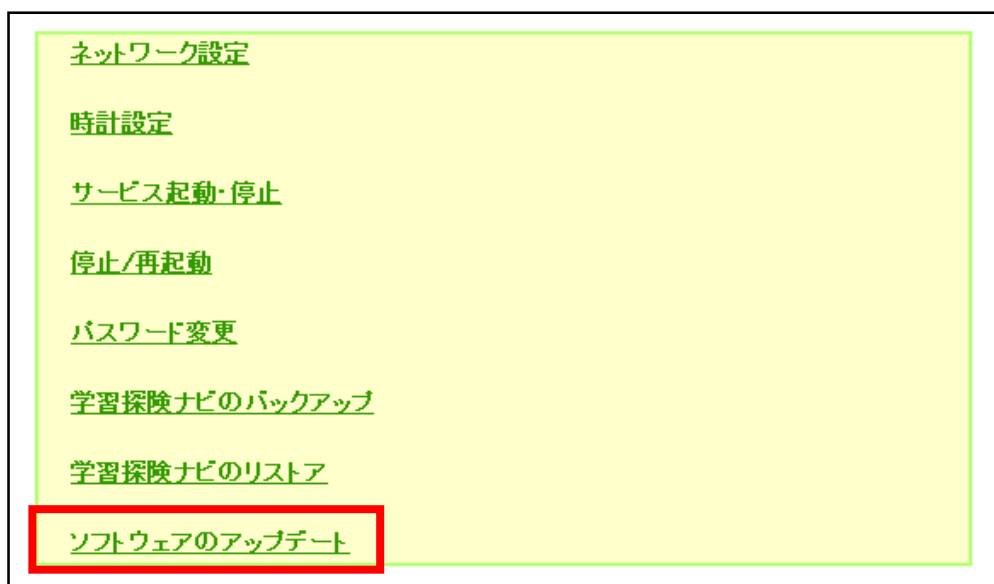 ネットワーク設定
時計設定
サービス起動・停止
停止/再起動
パスワード変更
学習探険ナビのバックアップ
学習探険ナビのリストア
ソフトウェアのアップデート